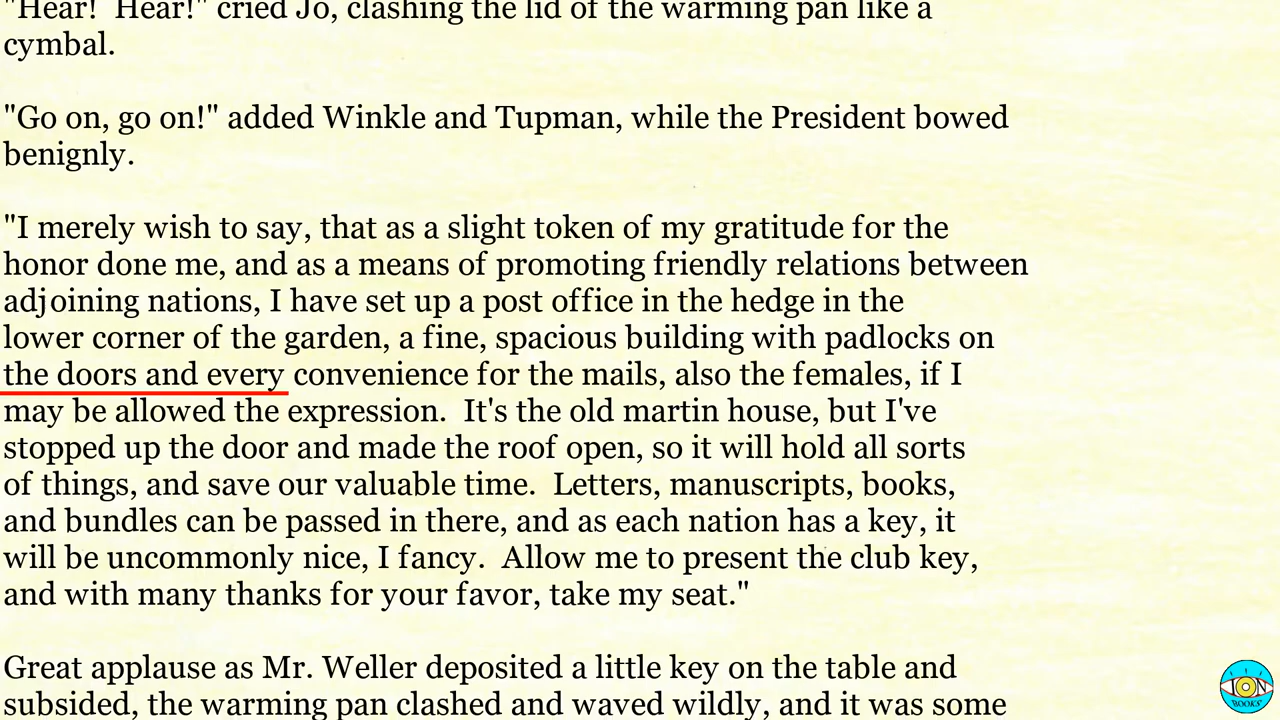 "Hear!  Hear!" cried Jo, clashing the lid of the warming pan like a
cymbal.
"Go on, go on!" added Winkle and Tupman, while the President bowed
benignly.
"I merely wish to say, that as a slight token of my gratitude for the
honor done me, and as a means of promoting friendly relations between
adjoining nations, I have set up a post office in the hedge in the
lower corner of the garden, a fine, spacious building with padlocks on
the doors and every convenience for the mails, also the females, if I
may be allowed the expression.  It's the old martin house, but I've
stopped up the door and made the roof open, so it will hold all sorts
of things, and save our valuable time.  Letters, manuscripts, books,
and bundles can be passed in there, and as each nation has a key, it
will be uncommonly nice, I fancy.  Allow me to present the club key,
and with many thanks for your favor, take my seat."
Great applause as Mr. Weller deposited a little key on the table and
subsided, the warming pan clashed and waved wildly, and it was some
ION
BOOKS